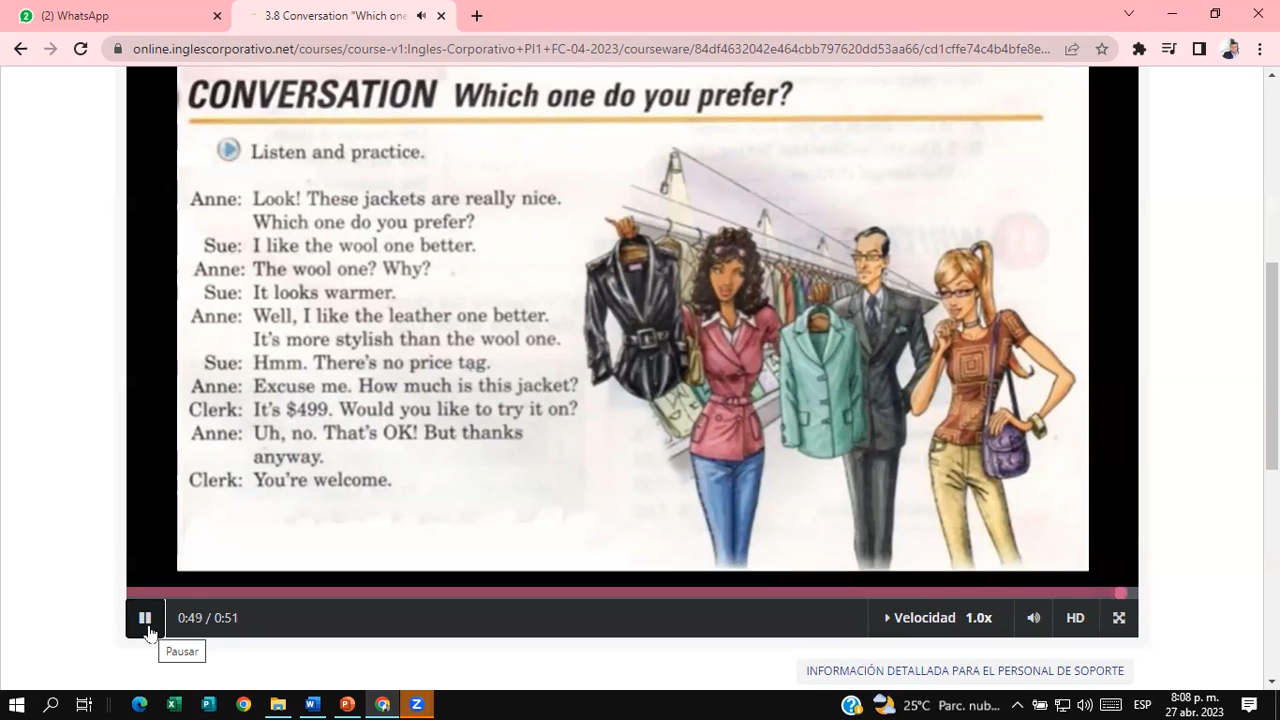 2 (2) WhatsApp
3.8 Conversation "Which one
online.inglescorporativo.net/courses/course-v1:Ingles-Corporativo+PI1+FC-04-2023/courseware/84df4632042e464cbb797620dd53aa66/cd1cffe74c4b4bfe8e...
CONVERSATION Which one do you prefer?
Listen and practice.
Anne: Look! These jackets are really nice.
Which one do you prefer?
Sue: I like the wool one better.
Anne: The wool one? Why?
Sue: It looks warmer.
Anne: Well, I like the leather one better.
It's more stylish than the wool one.
Sue: Hmm. There's no price tag.
Anne: Excuse me. How much is this jacket?
Clerk: It's $499. Would you like to try it on?
Anne: Uh, no. That's OK! But thanks
anyway.
Clerk: You're welcome.
0:49 / 0:51
Velocidad 1.0x
HD
Pausar
INFORMACIÓN DETALLADA PARA EL PERSONAL DE SOPORTE
25°C Parc. nub...
ESP
8:08 p. m.
27 abr. 2023